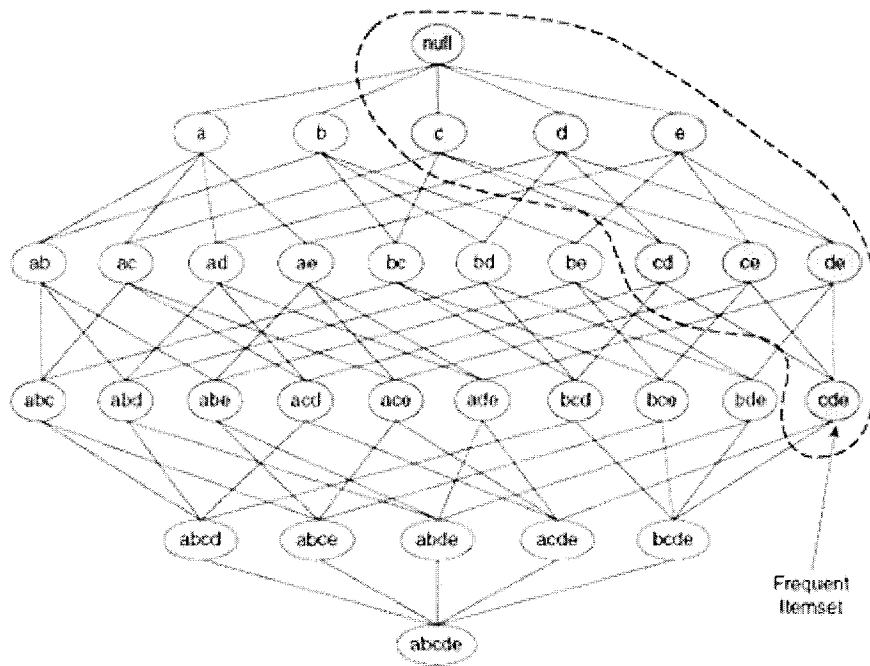 null
a b c d e
ab ac ad ae bc bd be cd ce de
abc abd abe acd ace ade bcd bce bde cde
abcd abce abde acde bcde
Frequent
Itemset
abcde